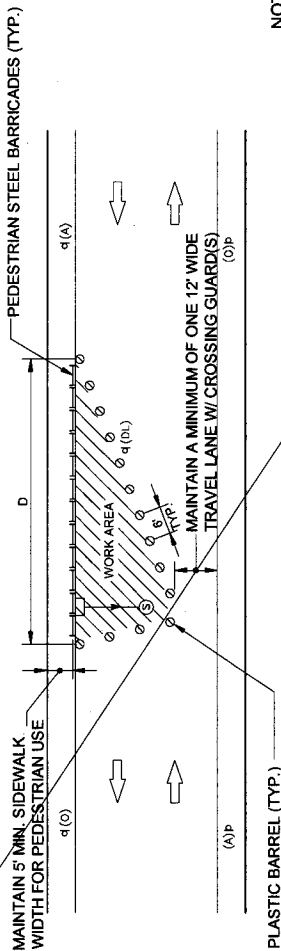 PEDESTRIAN STEEL BARRICADES (TYP.)
D
MAINTAIN 5' MIN. SIDEWALK
WIDTH FOR PEDESTRIAN USE
q(O)
q(A)
WORK AREA
q(DL)
6'
TYP.
S
MAINTAIN A MINIMUM OF ONE 12' WIDE
TRAVEL LANE W/ CROSSING GUARD(S)
(A)p
(O)p
PLASTIC BARREL (TYP.)
NOT